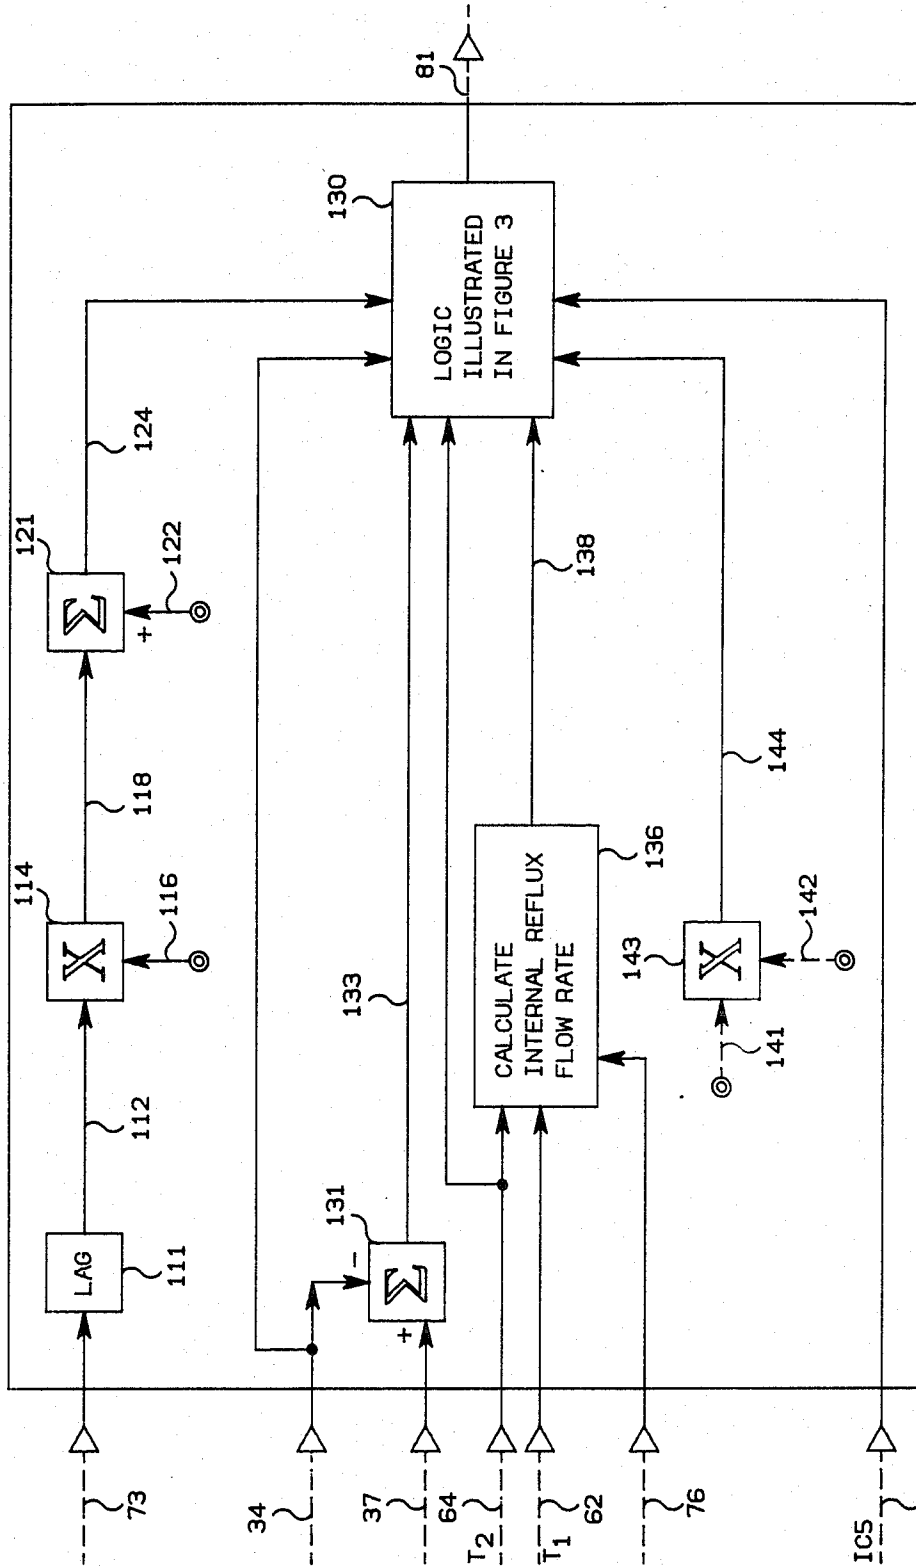 73
LAG
111
112
114
X
116
118
121
Σ
+
122
124
34
37
+
-
Σ
131
133
LOGIC
ILLUSTRATED
IN FIGURE 3
130
81
64
T2
T1
62
76
CALCULATE
INTERNAL REFLUX
FLOW RATE
136
138
141
142
143
X
144
IC5